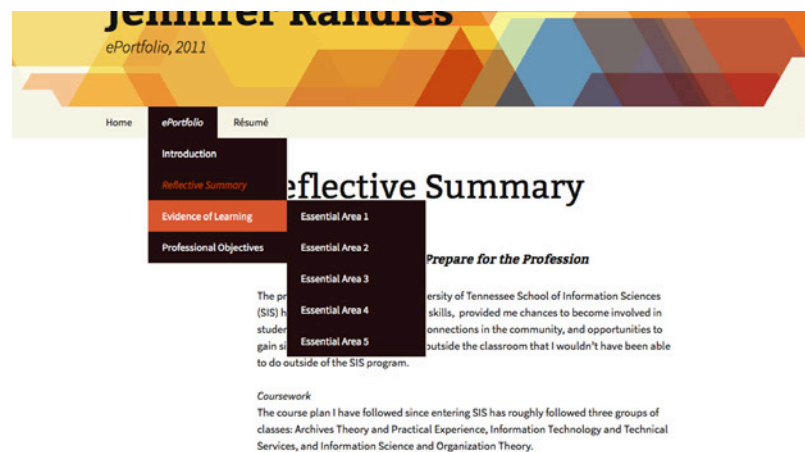 Jennifer Randles
ePortfolio, 2011
Home ePortfolio Résumé
Introduction
Reflective Summary
Evidence of Learning
Professional Objectives
Essential Area 1
Essential Area 2
Essential Area 3
Essential Area 4
Essential Area 5
eflective Summary
Prepare for the Profession
The pr ersity of Tennessee School of Information Sciences
(SIS) h skills, provided me chances to become involved in
studen onnections in the community, and opportunities to
gain si outside the classroom that I wouldn't have been able
to do outside of the SIS program.
Coursework
The course plan I have followed since entering SIS has roughly followed three groups of
classes: Archives Theory and Practical Experience, Information Technology and Technical
Services, and Information Science and Organization Theory.